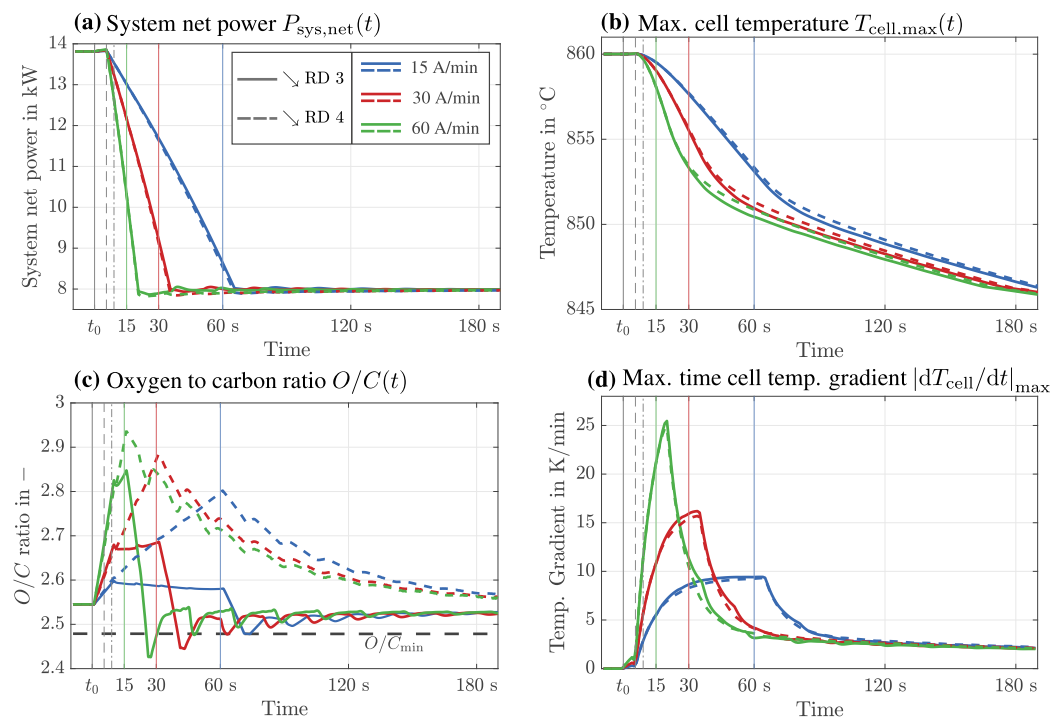 (a) System net power P_sys,net(t)
System net power in kW
14
13
12
11
10
9
8
↘ RD 3
↘ RD 4
15 A/min
30 A/min
60 A/min
t_0 15 30 60 s 120 s 180 s
Time
(b) Max. cell temperature T_cell,max(t)
Temperature in °C
860
855
850
845
t_0 15 30 60 s 120 s 180 s
Time
(c) Oxygen to carbon ratio O/C(t)
O/C ratio in −
3
2.9
2.8
2.7
2.6
2.5
2.4
O/C_min
t_0 15 30 60 s 120 s 180 s
Time
(d) Max. time cell temp. gradient |dT_cell/dt|_max
Temp. Gradient in K/min
25
20
15
10
5
0
t_0 15 30 60 s 120 s 180 s
Time